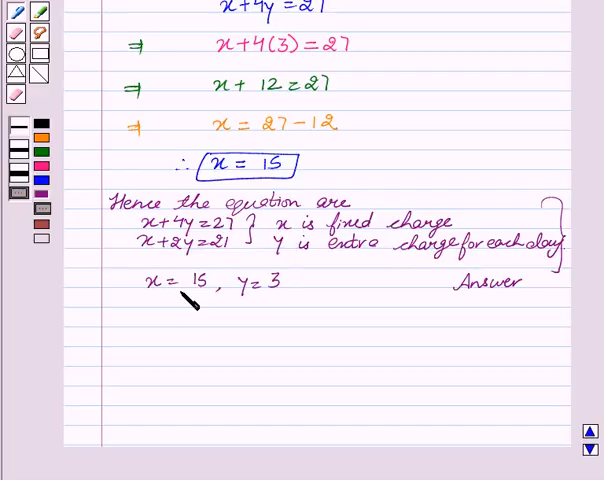 x+4y=27
⇒ x+4(3)=27
⇒ x+12=27
⇒ x=27-12
∴ x=15
Hence the equation are
x+4y=27 } x is fixed charge
x+2y=21 } y is extra charge for each day.
x=15, y=3 Answer